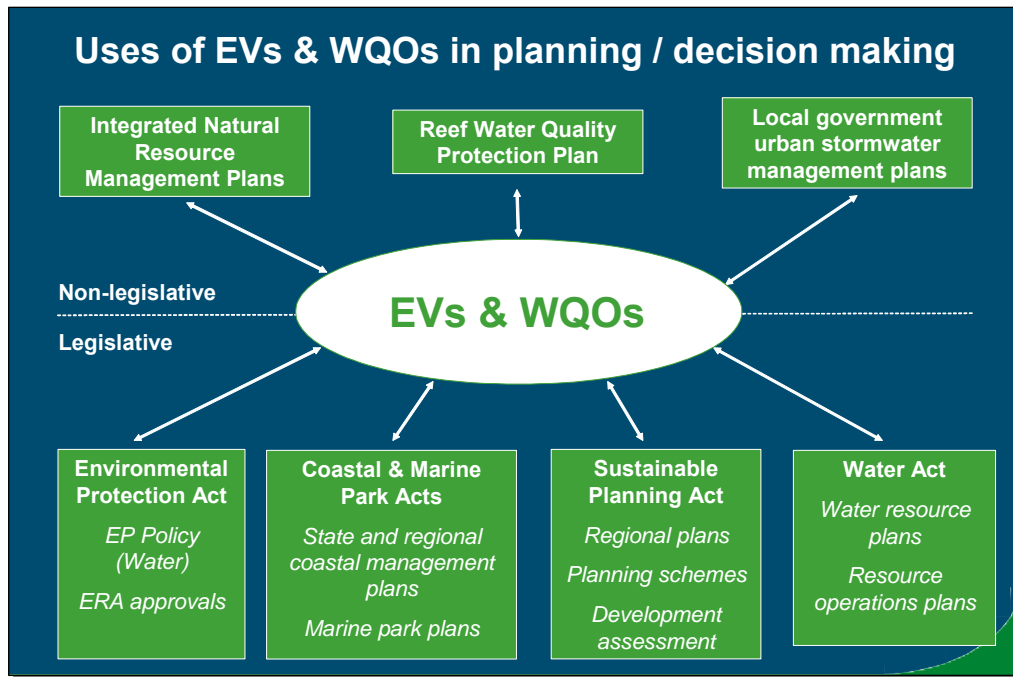 Uses of EVs & WQOs in planning / decision making
Integrated Natural
Resource
Management Plans
Reef Water Quality
Protection Plan
Local government
urban stormwater
management plans
Non-legislative
EVs & WQOs
Legislative
Environmental
Protection Act
EP Policy
(Water)
ERA approvals
Coastal & Marine
Park Acts
State and regional
coastal management
plans
Marine park plans
Sustainable
Planning Act
Regional plans
Planning schemes
Development
assessment
Water Act
Water resource
plans
Resource
operations plans